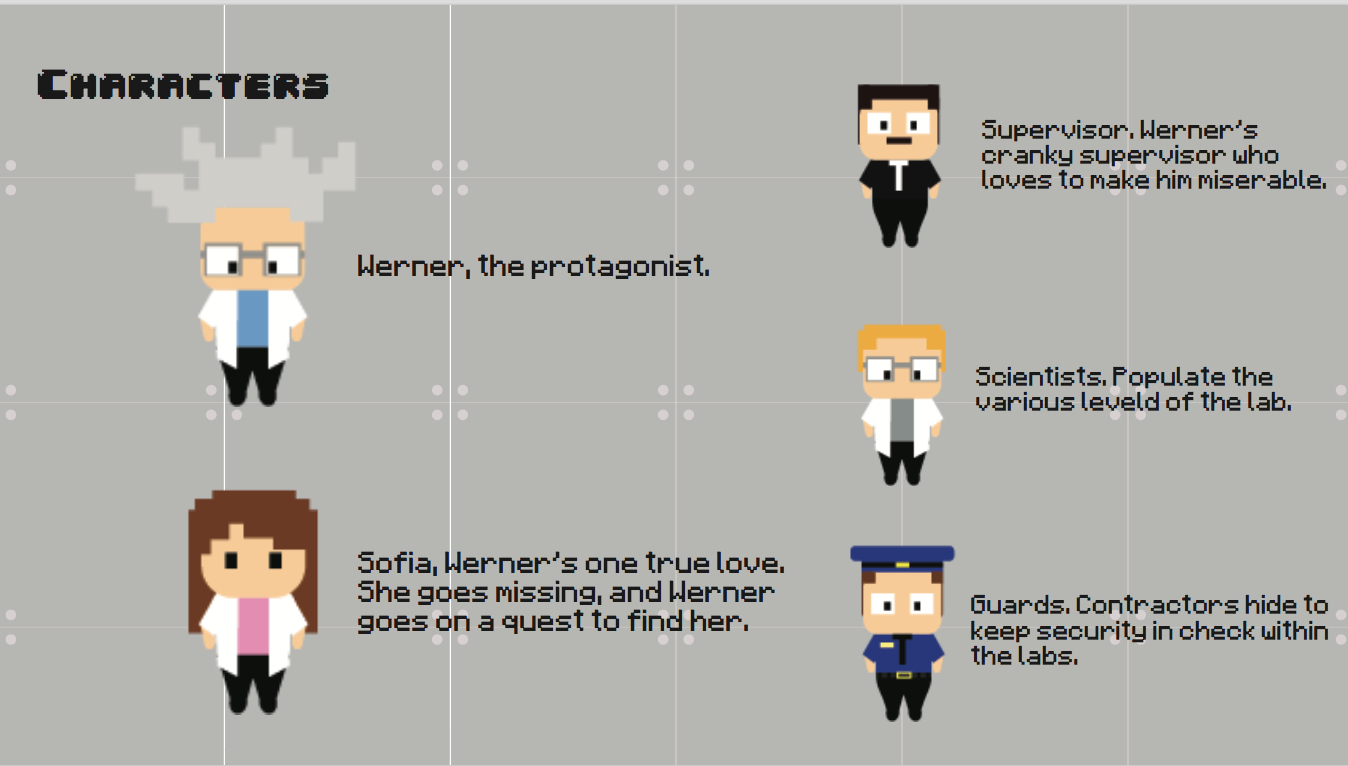 Characters
Werner, the protagonist.
Sofia, Werner's one true love.
She goes missing, and Werner
goes on a quest to find her.
Supervisor. Werner's
cranky supervisor who
loves to make him miserable.
Scientists. Populate the
various leveld of the lab.
Guards. Contractors hide to
keep security in check within
the labs.